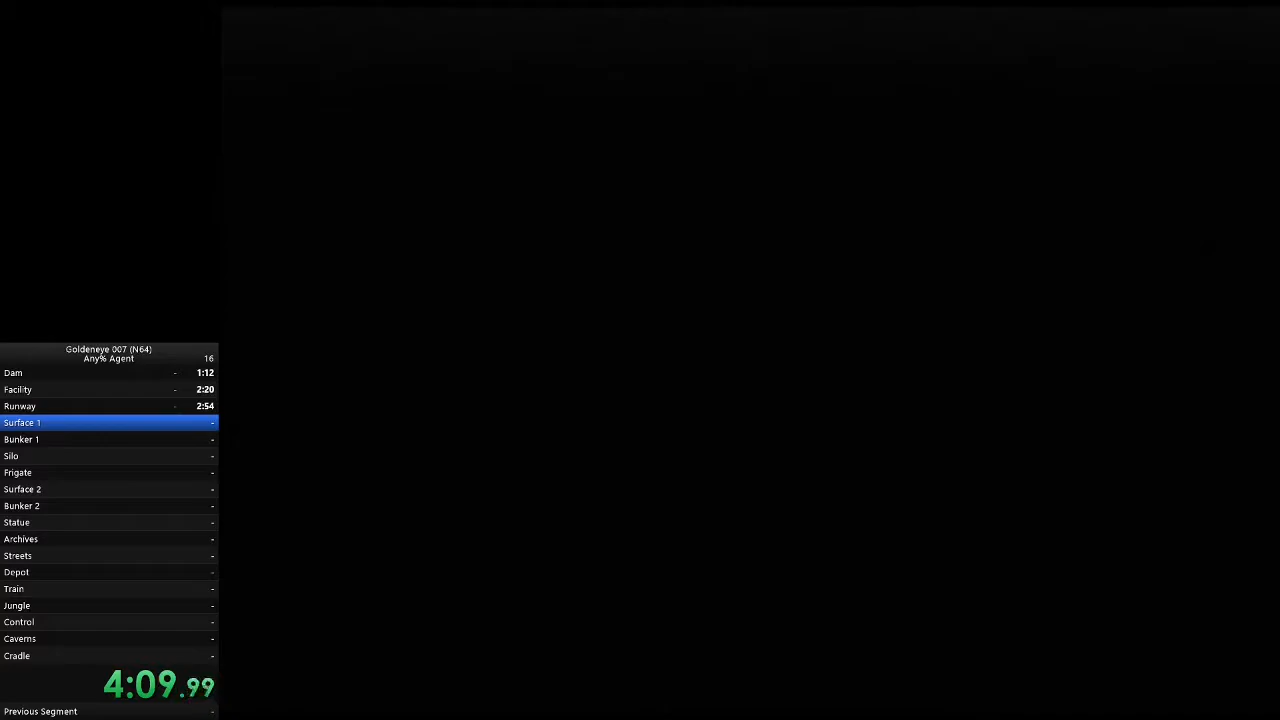 Goldeneye 007 (N64)
Any% Agent 16
Dam - 1:12
Facility - 2:20
Runway - 2:54
Surface 1 -
Bunker 1 -
Silo -
Frigate -
Surface 2 -
Bunker 2 -
Statue -
Archives -
Streets -
Depot -
Train -
Jungle -
Control -
Caverns -
Cradle -
4:09.99
Previous Segment -